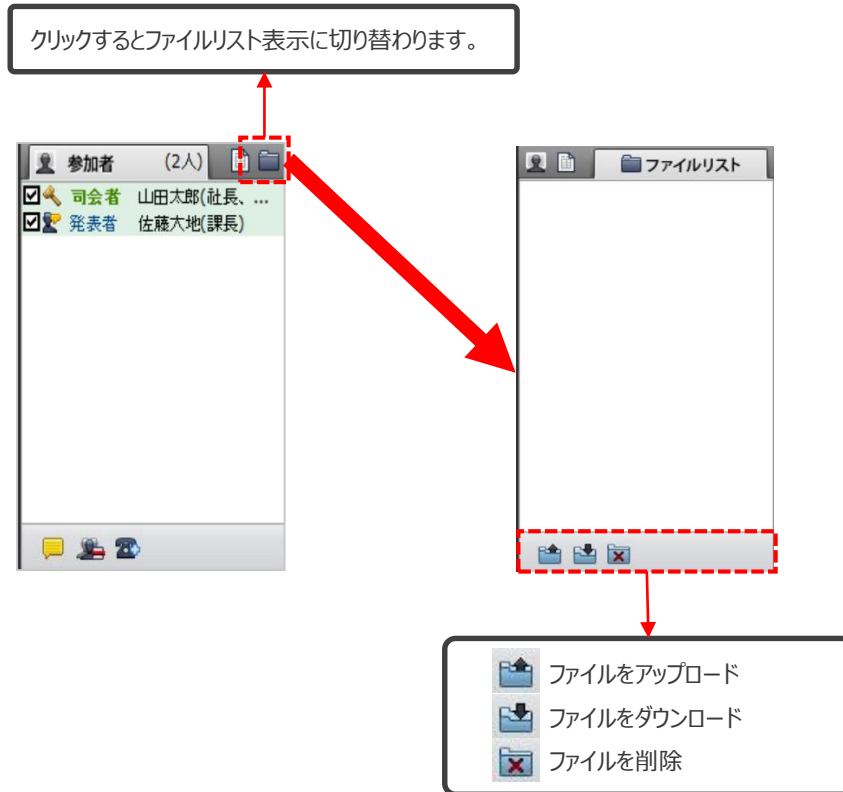 クリックするとファイルリスト表示に切り替わります。
参加者 (2人)
司会者 山田太郎(社長、...
発表者 佐藤大地(課長)
ファイルリスト
ファイルをアップロード
ファイルをダウンロード
ファイルを削除